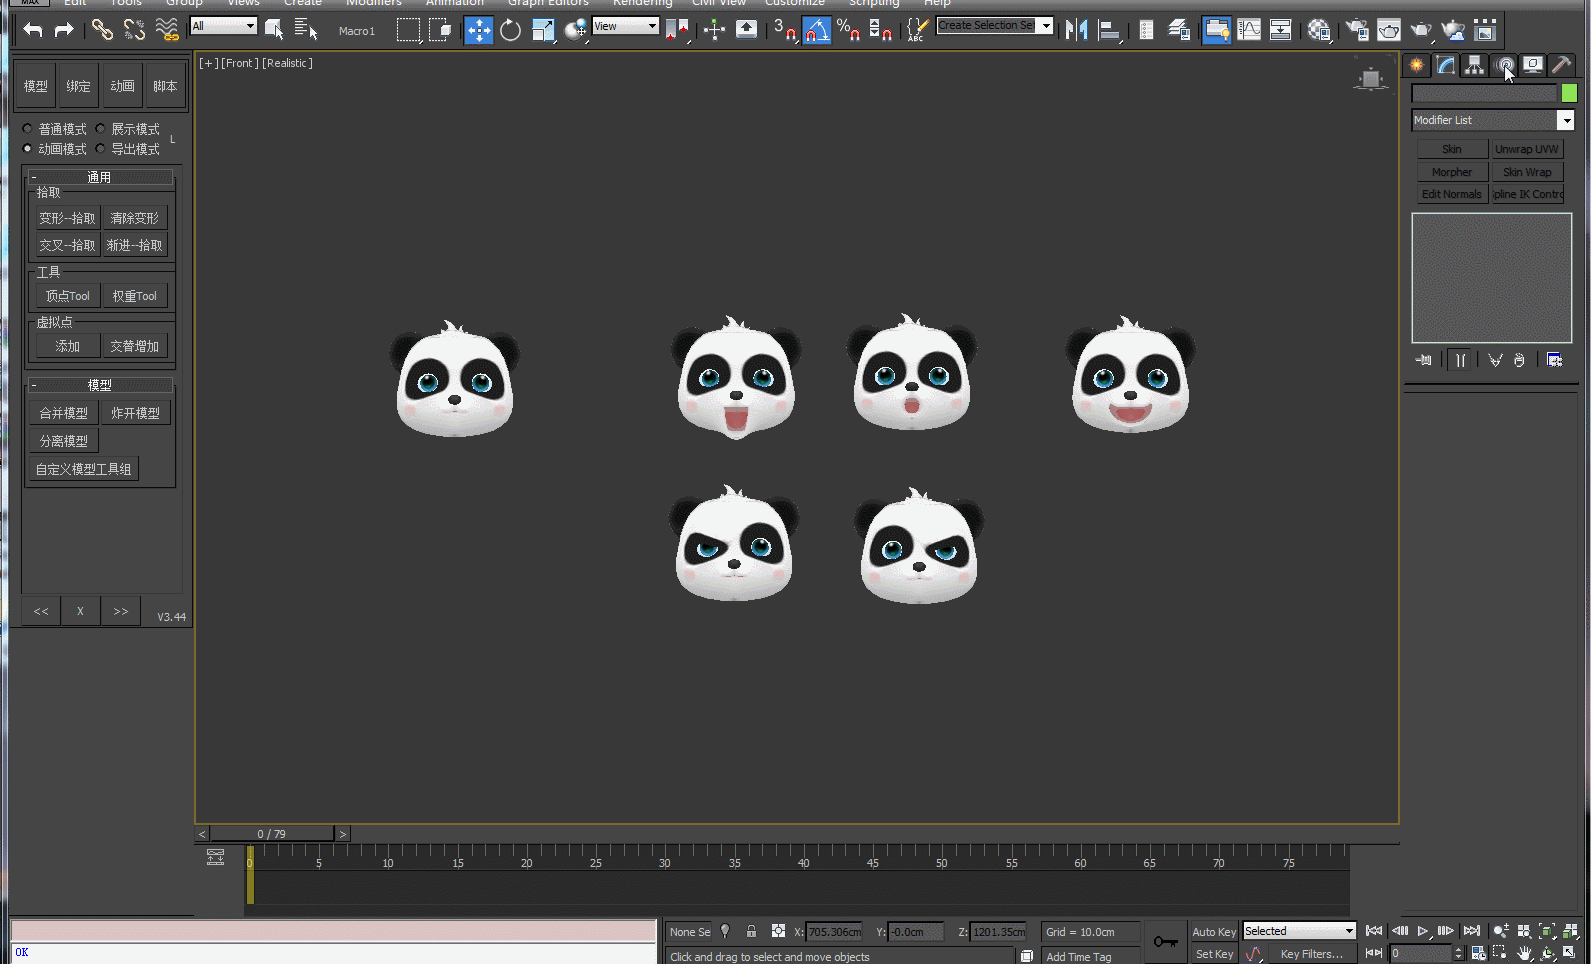 MAX Edit Tools Group Views Create Modifiers Animation Graph Editors Rendering Civil View Customize Scripting Help
All Macro1 View 3 % ABC Create Selection Se
[+] [Front] [Realistic]
模型 绑定 动画 脚本
普通模式 展示模式
动画模式 导出模式 L
- 通用
拾取
变形--拾取 清除变形
交叉--拾取 渐进--拾取
工具
顶点Tool 权重Tool
虚拟点
添加 交替增加
- 模型
合并模型 炸开模型
分离模型
自定义模型工具组
<< X >> V3.44
Modifier List
Skin Unwrap UVW
Morpher Skin Wrap
Edit Normals pline IK Contro
< 0 / 79 >
0 5 10 15 20 25 30 35 40 45 50 55 60 65 70 75
None Se X: 705.306cm Y: -0.0cm Z: 1201.35cm Grid = 10.0cm Auto Key Selected
OK Click and drag to select and move objects Add Time Tag Set Key Key Filters... 0